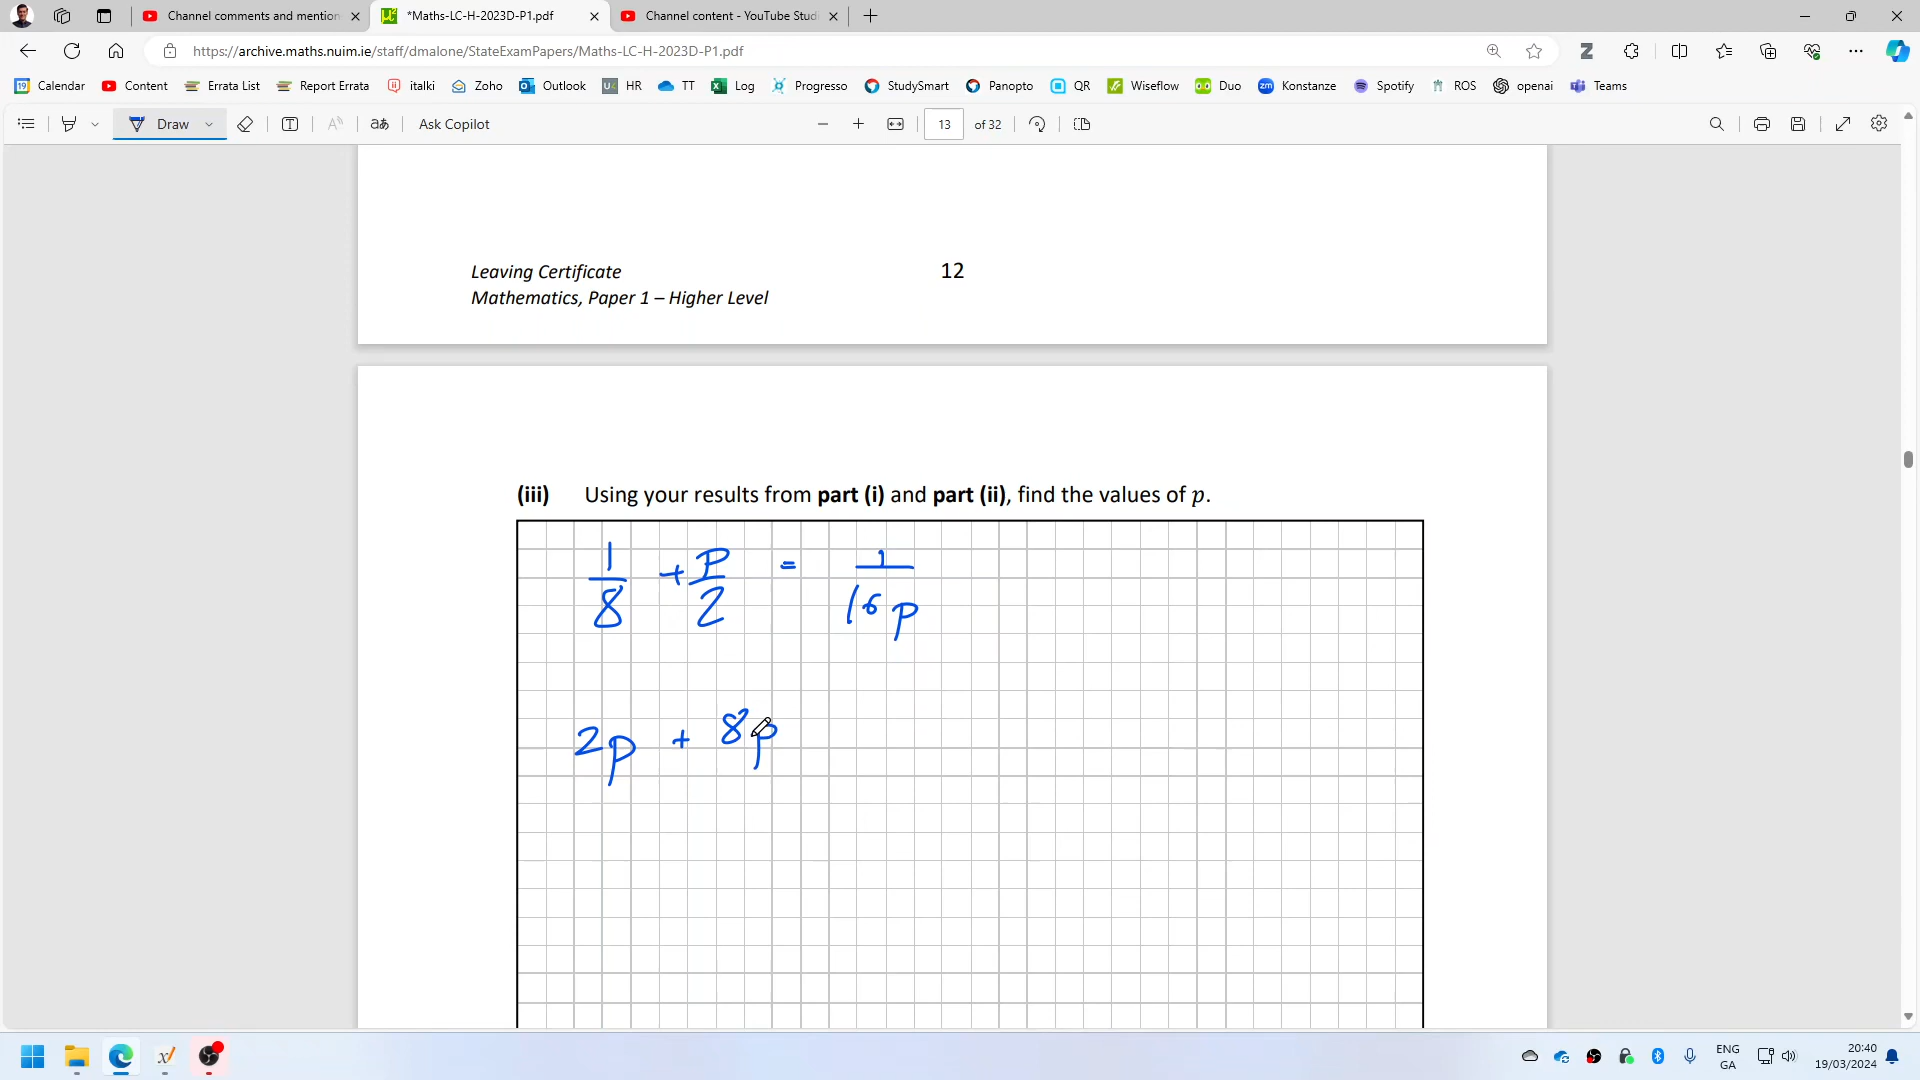 Channel comments and mention
*Maths-LC-H-2023D-P1.pdf
Channel content - YouTube Studi
https://archive.maths.nuim.ie/staff/dmalone/StateExamPapers/Maths-LC-H-2023D-P1.pdf
Calendar Content Errata List Report Errata italki Zoho Outlook HR TT Log Progresso StudySmart Panopto QR Wiseflow Duo Konstanze Spotify ROS openai Teams
Draw Ask Copilot 13 of 32
Leaving Certificate 12
Mathematics, Paper 1 – Higher Level
(iii) Using your results from part (i) and part (ii), find the values of p.
1/8 + p/2 = 1/16p
2p + 8p
ENG 20:40
GA 19/03/2024